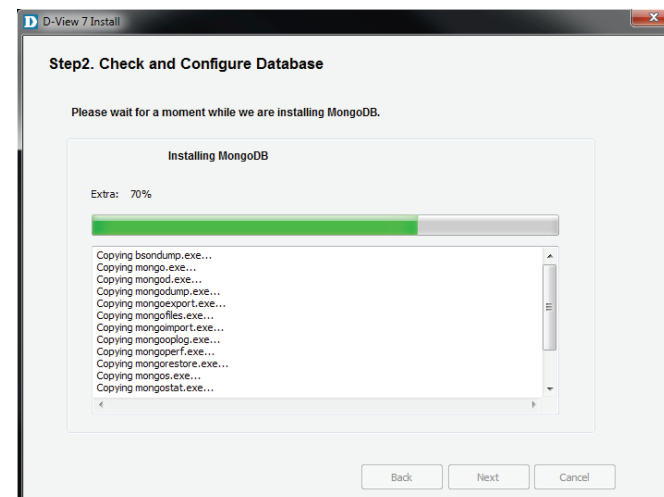 D-View 7 Install
Step2. Check and Configure Database
Please wait for a moment while we are installing MongoDB.
Installing MongoDB
Extra: 70%
Copying bsondump.exe...
Copying mongo.exe...
Copying mongod.exe...
Copying mongodump.exe...
Copying mongoexport.exe...
Copying mongofiles.exe...
Copying mongoimport.exe...
Copying mongooplog.exe...
Copying mongoperf.exe...
Copying mongorestore.exe...
Copying mongos.exe...
Copying mongostat.exe...
Back Next Cancel